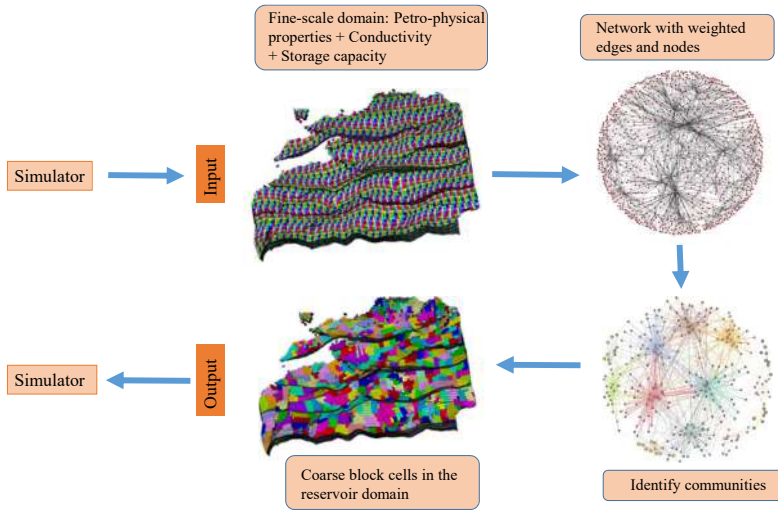 Fine-scale domain: Petro-physical
properties + Conductivity
+ Storage capacity
Network with weighted
edges and nodes
Simulator
Input
Simulator
Output
Coarse block cells in the
reservoir domain
Identify communities